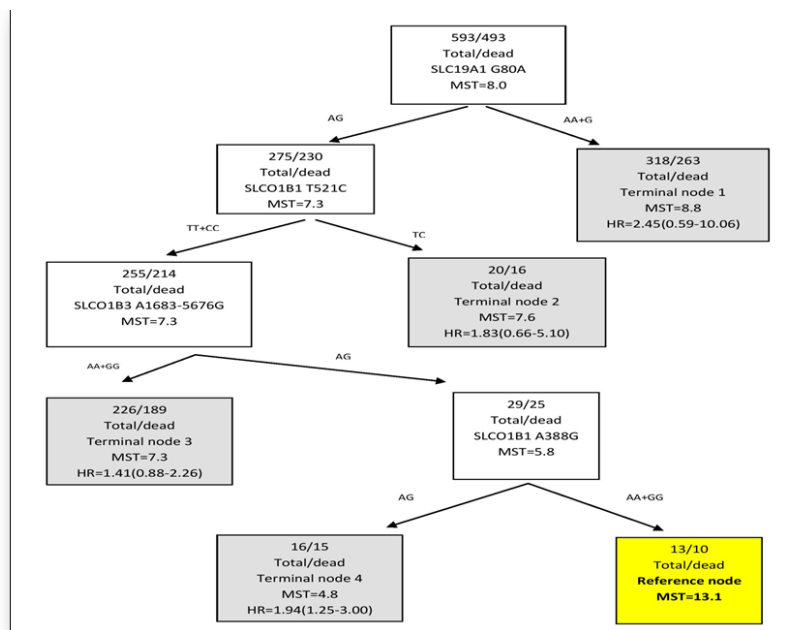 593/493
Total/dead
SLC19A1 G80A
MST=8.0
AG
AA+G
275/230
Total/dead
SLCO1B1 T521C
MST=7.3
318/263
Total/dead
Terminal node 1
MST=8.8
HR=2.45(0.59-10.06)
TT+CC
TC
255/214
Total/dead
SLCO1B3 A1683-5676G
MST=7.3
20/16
Total/dead
Terminal node 2
MST=7.6
HR=1.83(0.66-5.10)
AA+GG
AG
226/189
Total/dead
Terminal node 3
MST=7.3
HR=1.41(0.88-2.26)
29/25
Total/dead
SLCO1B1 A388G
MST=5.8
AG
AA+GG
16/15
Total/dead
Terminal node 4
MST=4.8
HR=1.94(1.25-3.00)
13/10
Total/dead
Reference node
MST=13.1